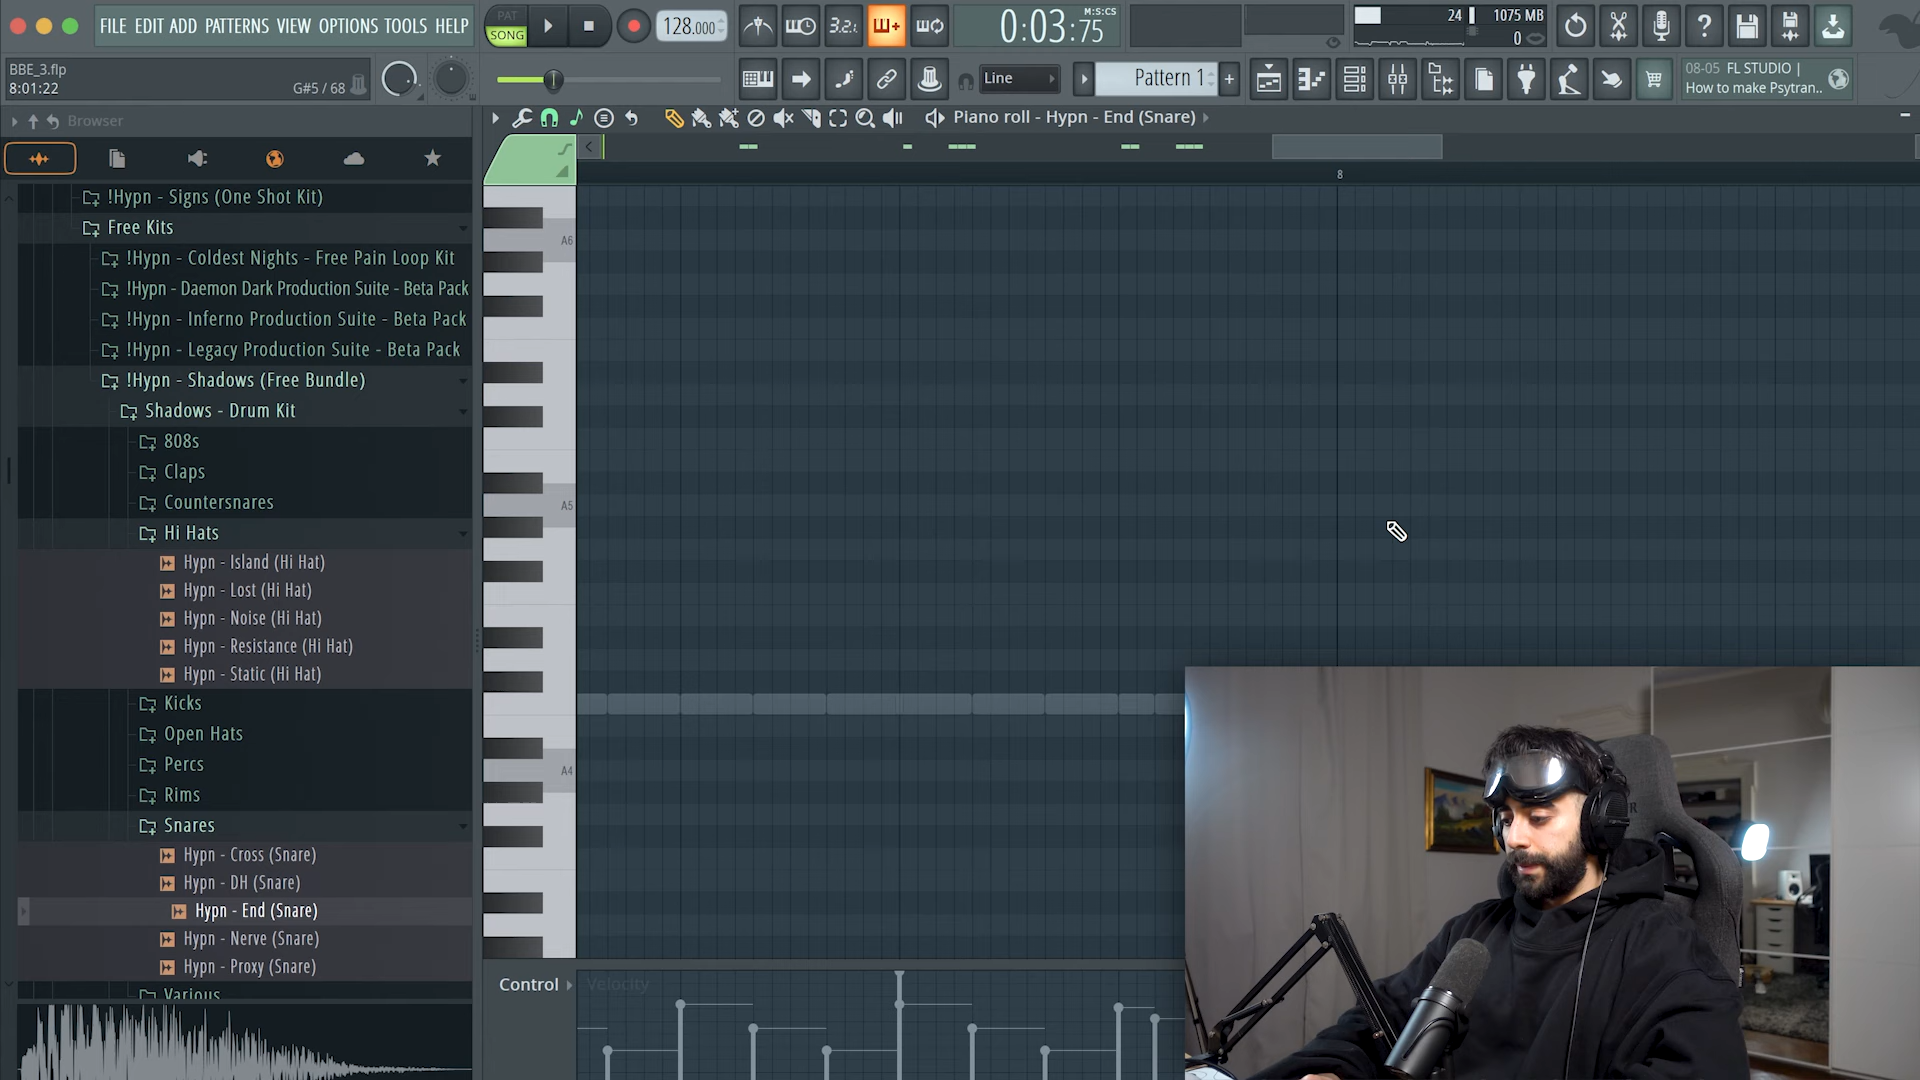 FILE EDIT ADD PATTERNS VIEW OPTIONS TOOLS HELP
PAT
SONG
128.000
3.2.
0:03:75
M:S:CS
24
1075 MB
0
BBE_3.flp
8:01:22
G#5 / 68
Line
Pattern 1
08-05 FL STUDIO |
How to make Psytran..
Browser
Piano roll - Hypn - End (Snare)
!Hypn - Signs (One Shot Kit)
Free Kits
!Hypn - Coldest Nights - Free Pain Loop Kit
!Hypn - Daemon Dark Production Suite - Beta Pack
!Hypn - Inferno Production Suite - Beta Pack
!Hypn - Legacy Production Suite - Beta Pack
!Hypn - Shadows (Free Bundle)
Shadows - Drum Kit
808s
Claps
Countersnares
Hi Hats
Hypn - Island (Hi Hat)
Hypn - Lost (Hi Hat)
Hypn - Noise (Hi Hat)
Hypn - Resistance (Hi Hat)
Hypn - Static (Hi Hat)
Kicks
Open Hats
Percs
Rims
Snares
Hypn - Cross (Snare)
Hypn - DH (Snare)
Hypn - End (Snare)
Hypn - Nerve (Snare)
Hypn - Proxy (Snare)
Various
8
A6
A5
A4
Control
Velocity